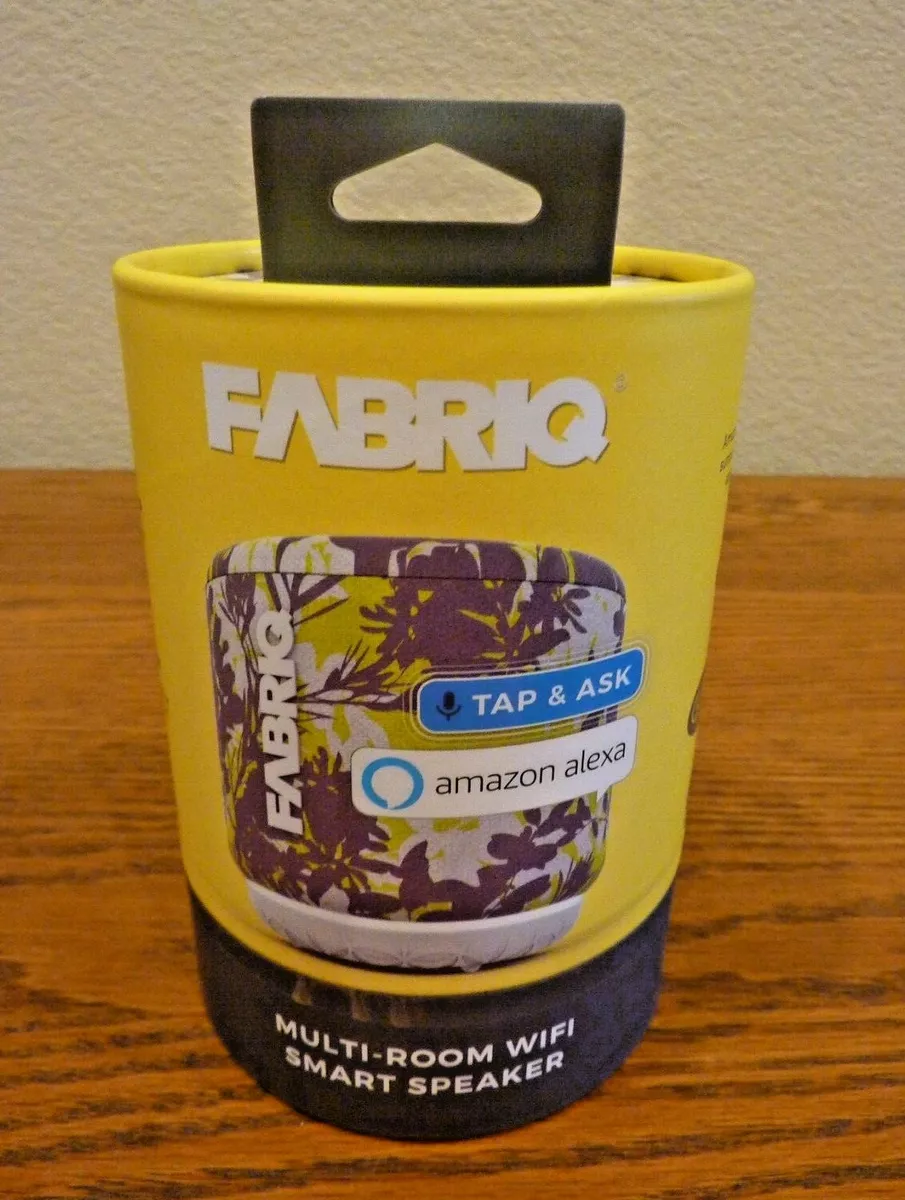 FABRIQ®
FABRIQ
TAP & ASK
amazon alexa
MULTI-ROOM WIFI
SMART SPEAKER